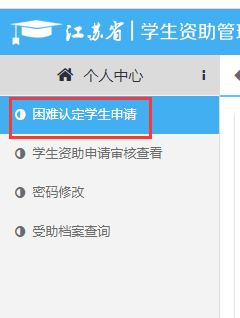 江苏省 | 学生资助管
个人中心
困难认定学生申请
学生资助申请审核查看
密码修改
受助档案查询